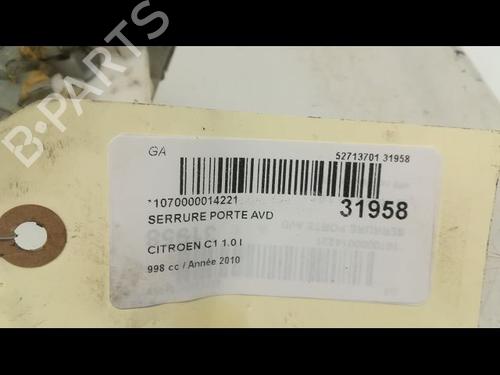 B-PARTS
GA
52713701 31958
*1070000014221
31958
SERRURE PORTE AVD
CITROEN C1 1.0 I
998 cc / Année 2010